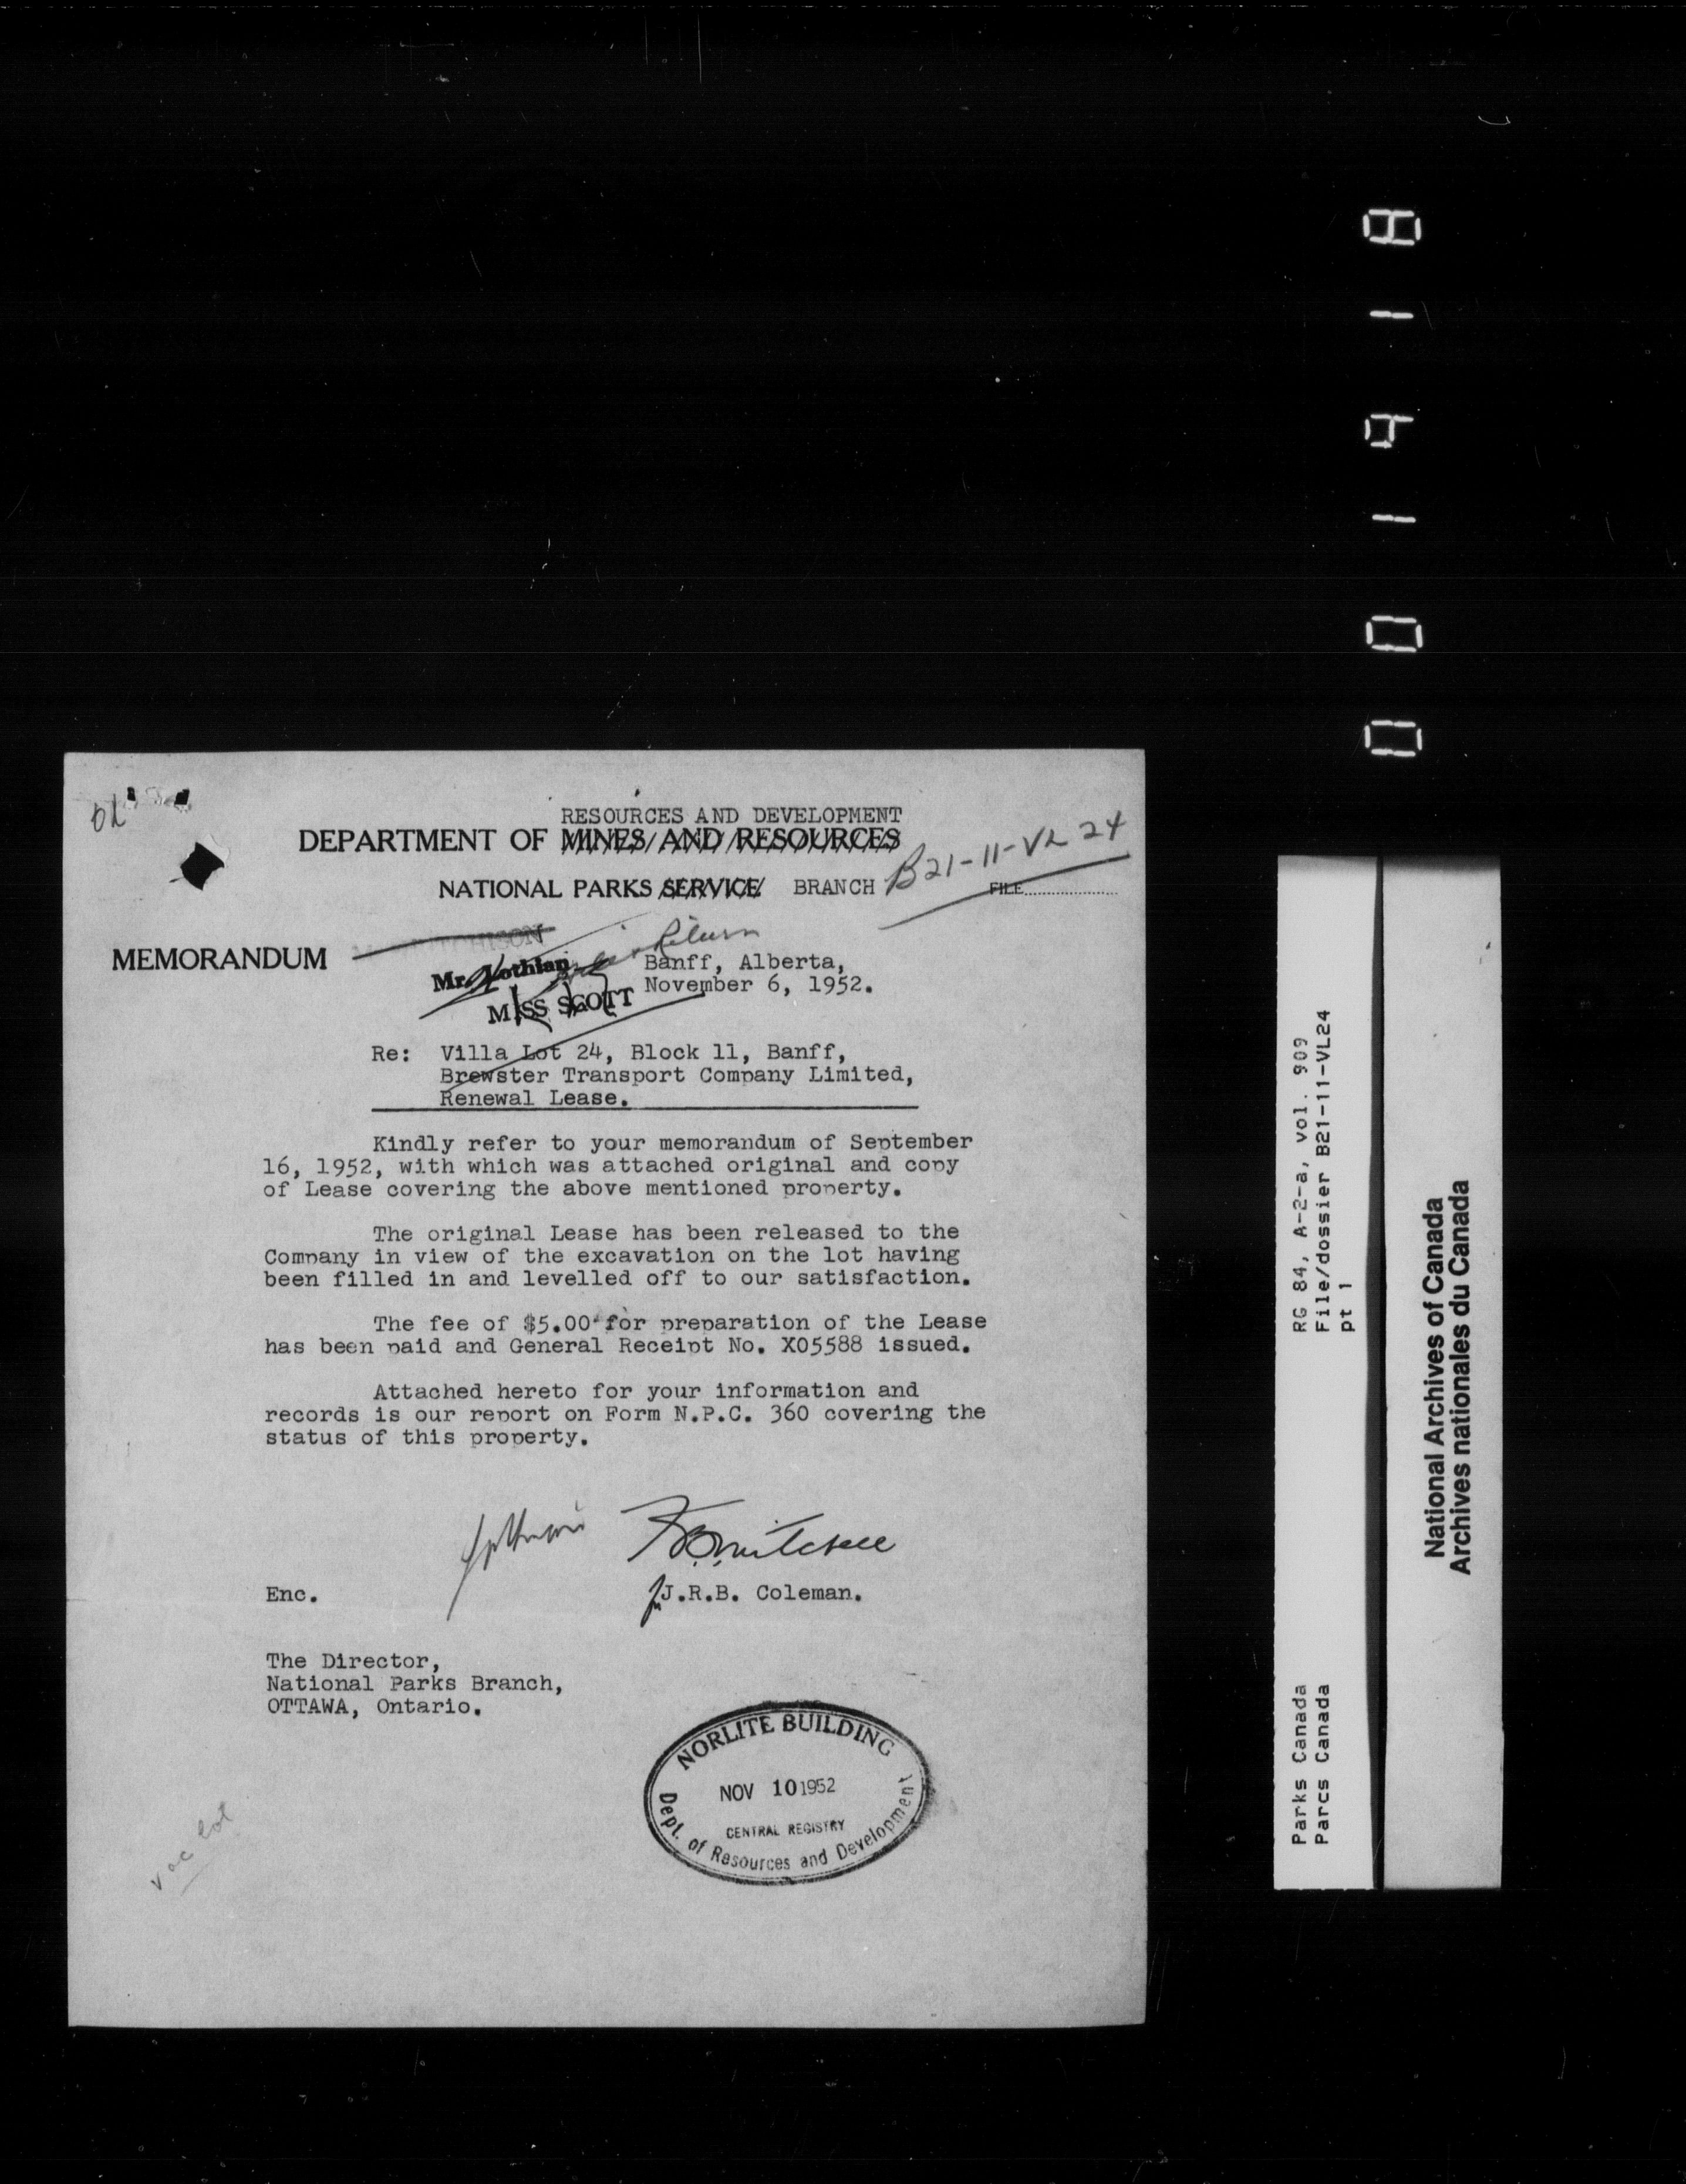 RESOURCES AND DEVELOPMENT
DEPARTMENT OF MINES AND RESOURCES
NATIONAL PARKS SERVICE BRANCH
B21-11-VL 24
FILE
Return
MEMORANDUM
Mr. Lothian
MISS SCOTT
Banff, Alberta,
November 6, 1952.
Re: Villa Lot 24, Block 11, Banff,
Brewster Transport Company Limited,
Renewal Lease.
Kindly refer to your memorandum of September
16, 1952, with which was attached original and copy
of Lease covering the above mentioned property.
The original Lease has been released to the
Company in view of the excavation on the lot having
been filled in and levelled off to our satisfaction.
The fee of $5.00 for preparation of the Lease
has been paid and General Receipt No. X05588 issued.
Attached hereto for your information and
records is our report on Form N.P.C. 360 covering the
status of this property.
Enc.
J.R.B. Coleman.
The Director,
National Parks Branch,
OTTAWA, Ontario.
NORLITE BUILDING
NOV 10 1952
CENTRAL REGISTRY
Dept. of Resources and Development
vac lot
RG 84, A-2-a, vol. 909
File/dossier B21-11-VL24
pt 1
Parks Canada
Parcs Canada
National Archives of Canada
Archives nationales du Canada